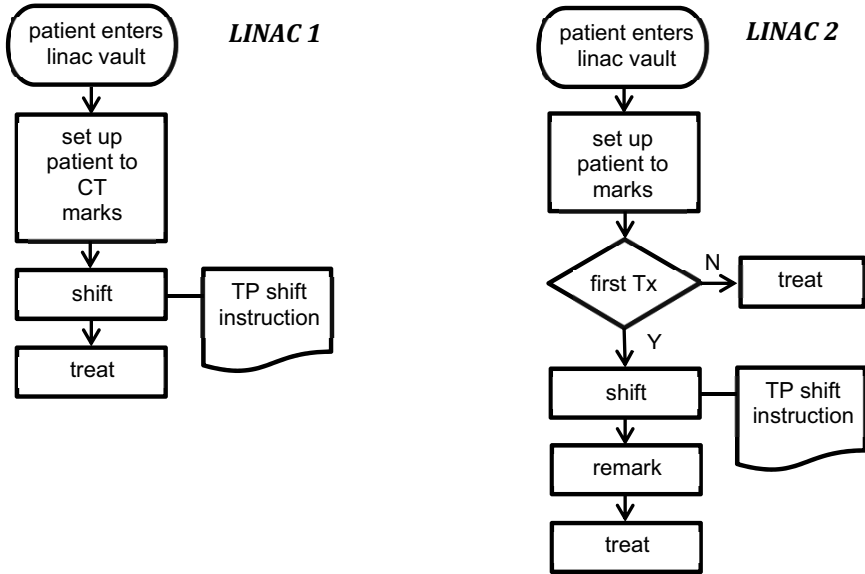 LINAC 1
patient enters
linac vault
set up
patient to
CT
marks
shift
TP shift
instruction
treat
LINAC 2
patient enters
linac vault
set up
patient to
marks
first Tx
N
treat
Y
shift
TP shift
instruction
remark
treat